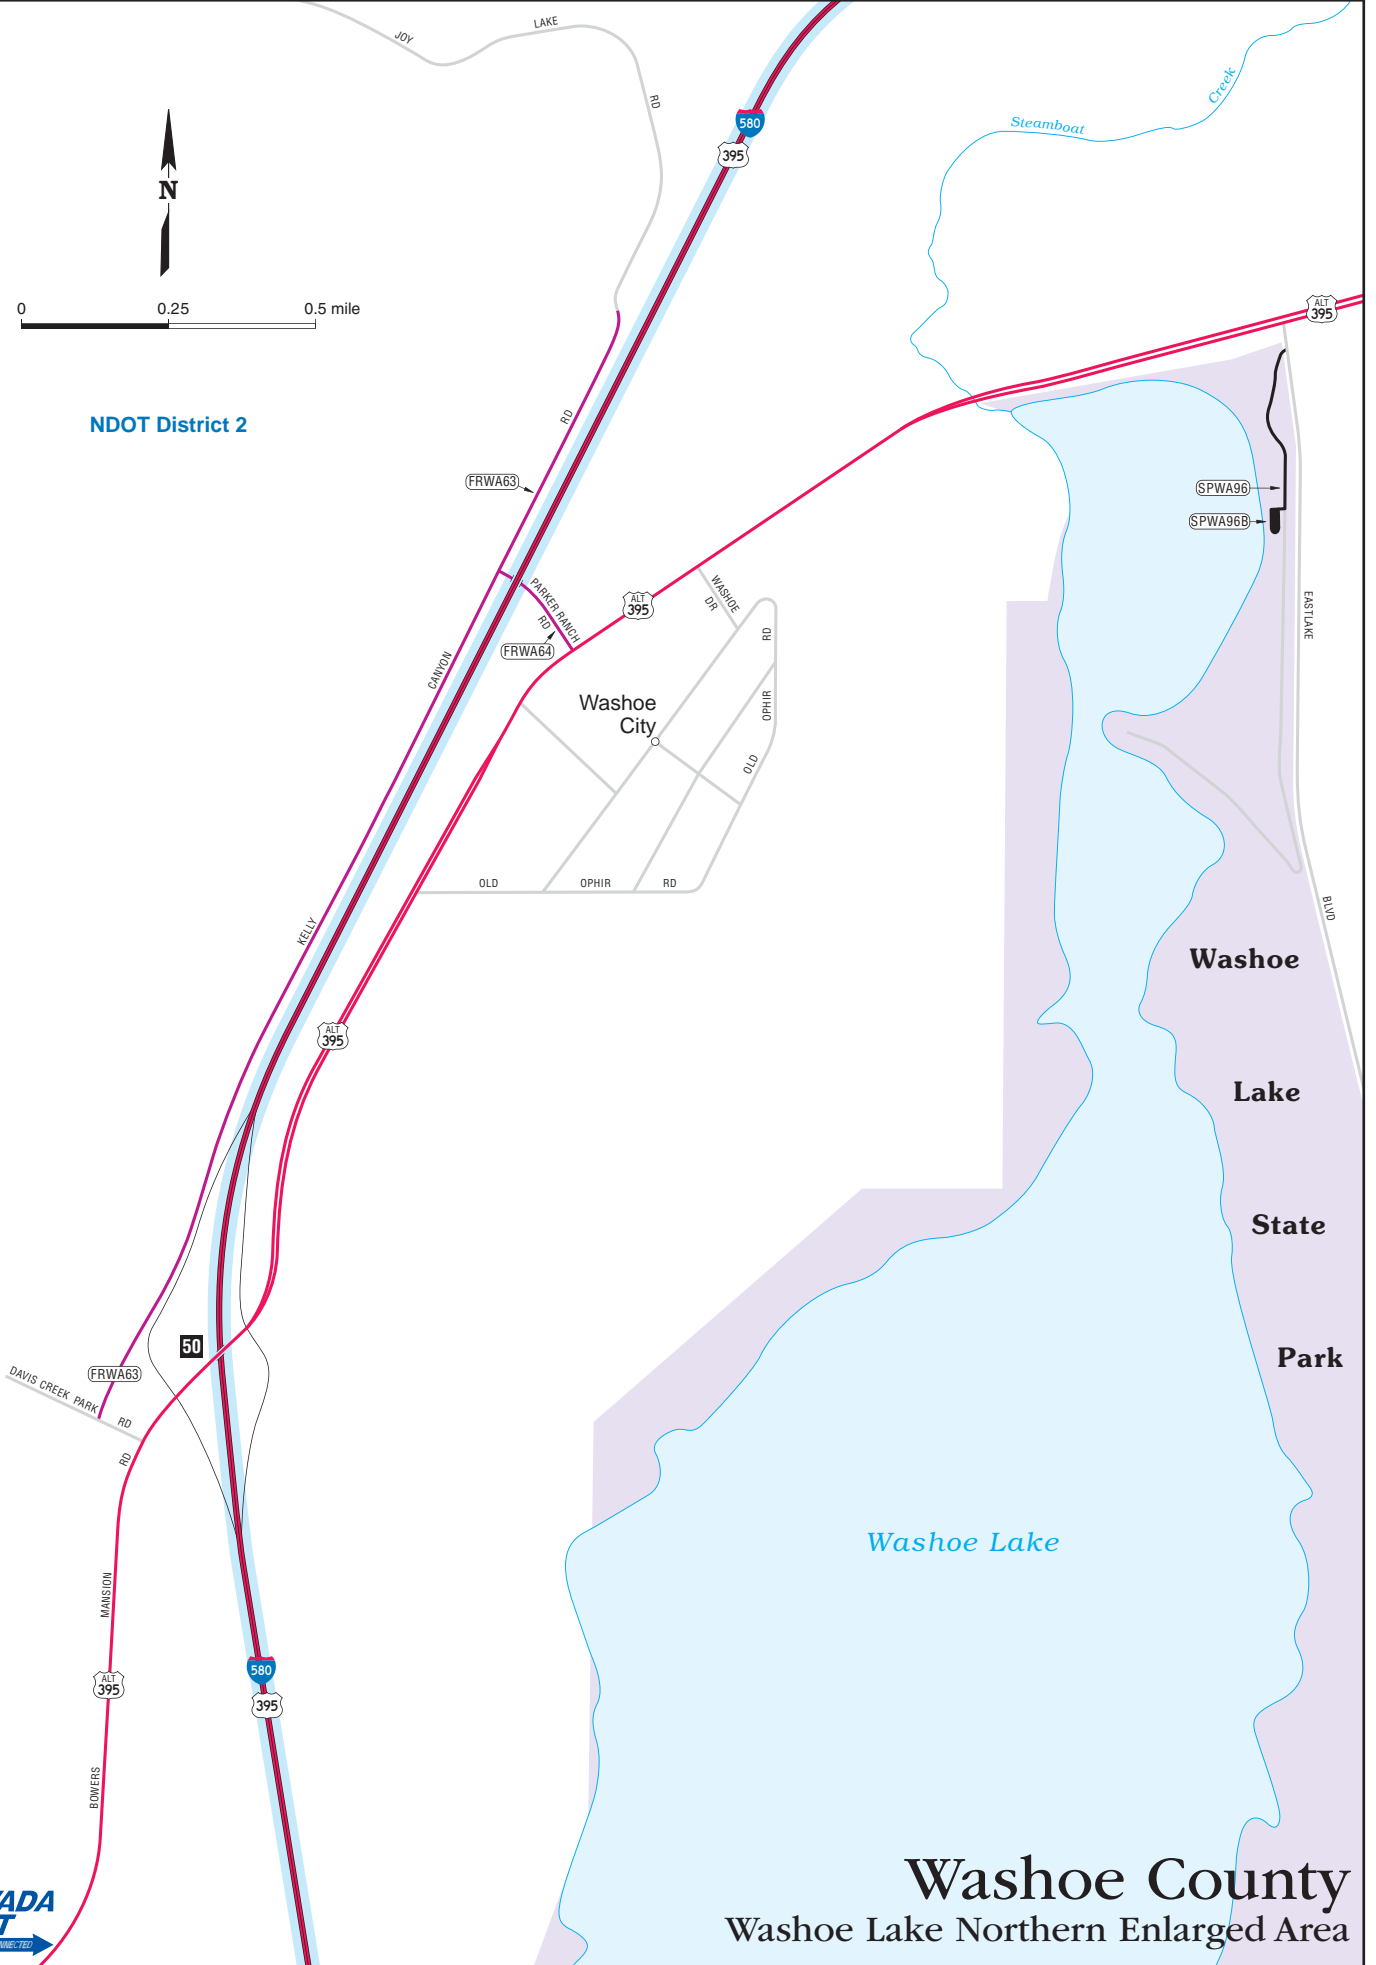 JOY LAKE RD
Steamboat Creek
580
395
N
0 0.25 0.5 mile
ALT
395
NDOT District 2
RD
FRWA63
SPWA96
SPWA96B
PARKER RANCH
RD
FRWA64
ALT
395
WASHOE
DR
RD
EASTLAKE
CANYON
Washoe
City
OPHIR
OLD
OLD OPHIR RD
KELLY
BLVD
Washoe
ALT
395
Lake
State
50
Park
FRWA63
DAVIS CREEK PARK RD
RD
Washoe Lake
MANSION
580
ALT
395
395
BOWERS
Washoe County
Washoe Lake Northern Enlarged Area